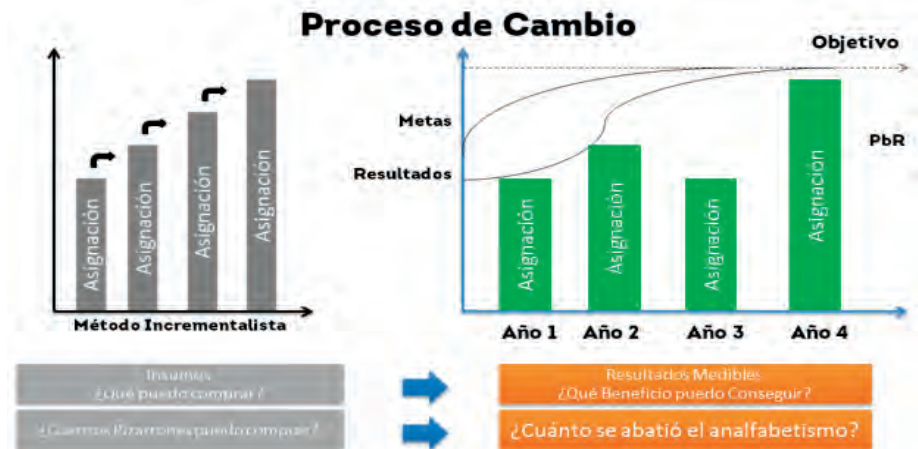 Proceso de Cambio
Objetivo
Metas
Resultados
PbR
Asignación
Asignación
Asignación
Asignación
Asignación
Asignación
Asignación
Asignación
Método Incrementalista
Año 1
Año 2
Año 3
Año 4
Insumos
¿Qué puedo comprar?
Resultados Medibles
¿Qué Beneficio puedo Conseguir?
¿Cuántos Pizarrones puedo comprar?
¿Cuánto se abatió el analfabetismo?